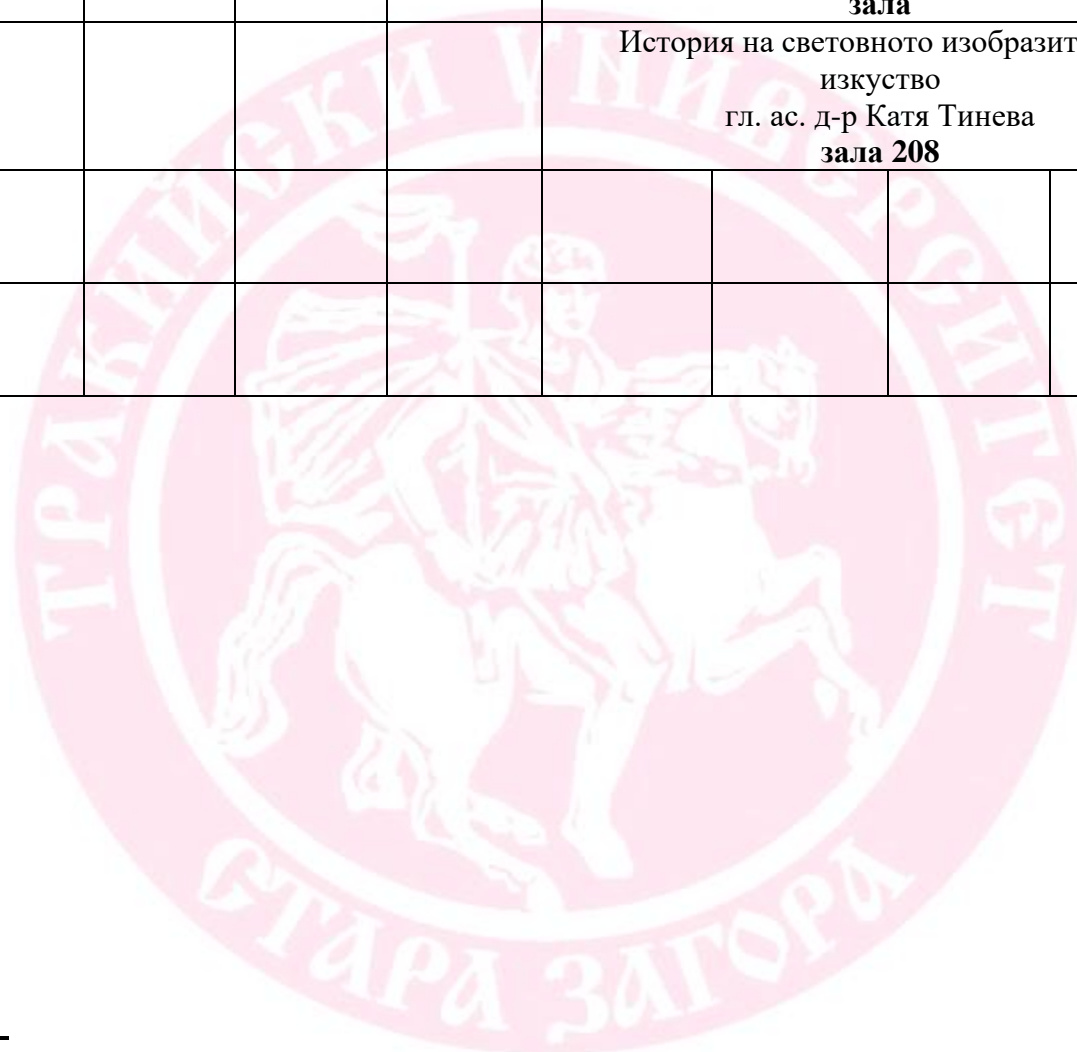 зала
История на световното изобразит
изкуство
гл. ас. д-р Катя Тинева
зала 208
ТРАКИЙСКИ УНИВЕРСИТЕТ
СТАРА ЗАГОРА